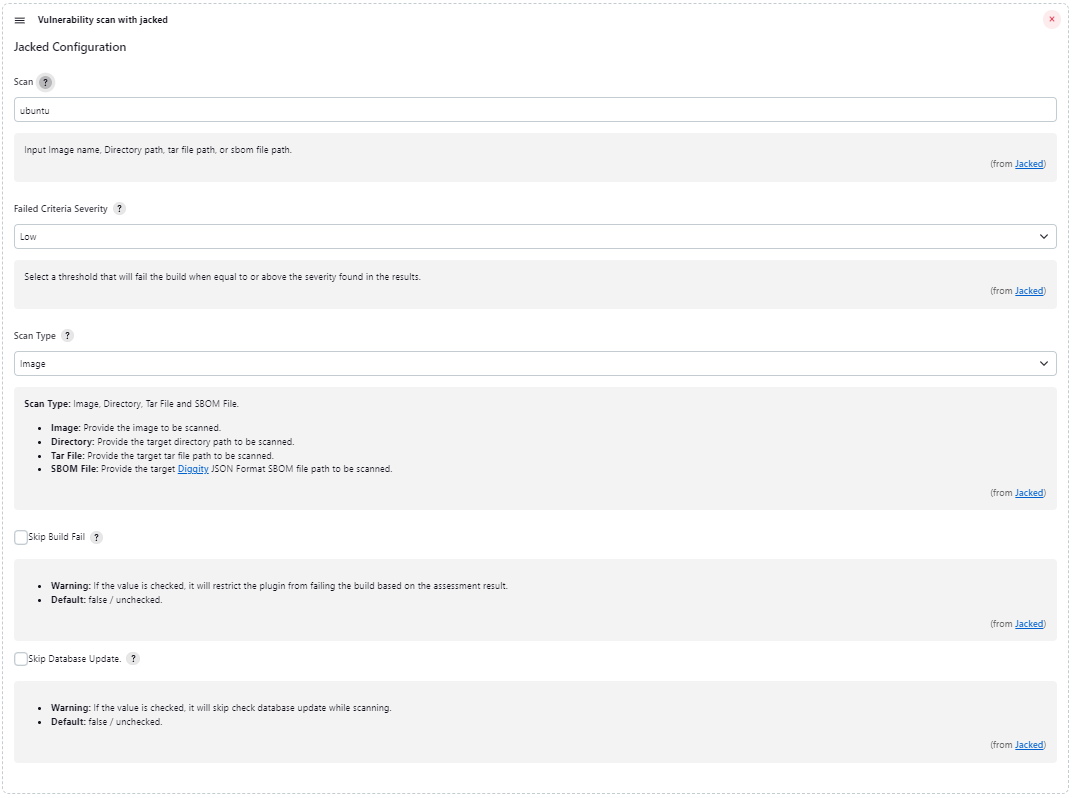 Vulnerability scan with jacked
Jacked Configuration
Scan ?
ubuntu
Input Image name, Directory path, tar file path, or sbom file path.
(from Jacked)
Failed Criteria Severity ?
Low
Select a threshold that will fail the build when equal to or above the severity found in the results.
(from Jacked)
Scan Type ?
Image
Scan Type: Image, Directory, Tar File and SBOM File.
• Image: Provide the image to be scanned.
• Directory: Provide the target directory path to be scanned.
• Tar File: Provide the target tar file path to be scanned.
• SBOM File: Provide the target Diggity JSON Format SBOM file path to be scanned.
(from Jacked)
Skip Build Fail ?
• Warning: If the value is checked, it will restrict the plugin from failing the build based on the assessment result.
• Default: false / unchecked.
(from Jacked)
Skip Database Update. ?
• Warning: If the value is checked, it will skip check database update while scanning.
• Default: false / unchecked.
(from Jacked)